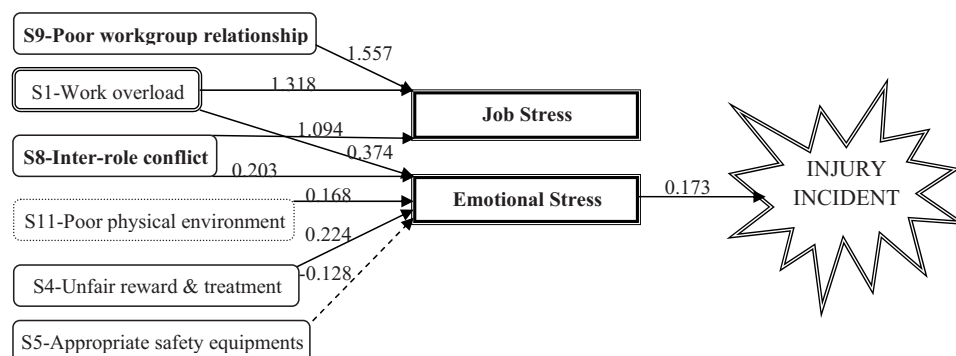 S9-Poor workgroup relationship
1.557
S1-Work overload
1.318
Job Stress
1.094
S8-Inter-role conflict
0.374
0.203
INJURY
INCIDENT
S11-Poor physical environment
0.168
Emotional Stress
0.173
0.224
S4-Unfair reward & treatment
-0.128
S5-Appropriate safety equipments